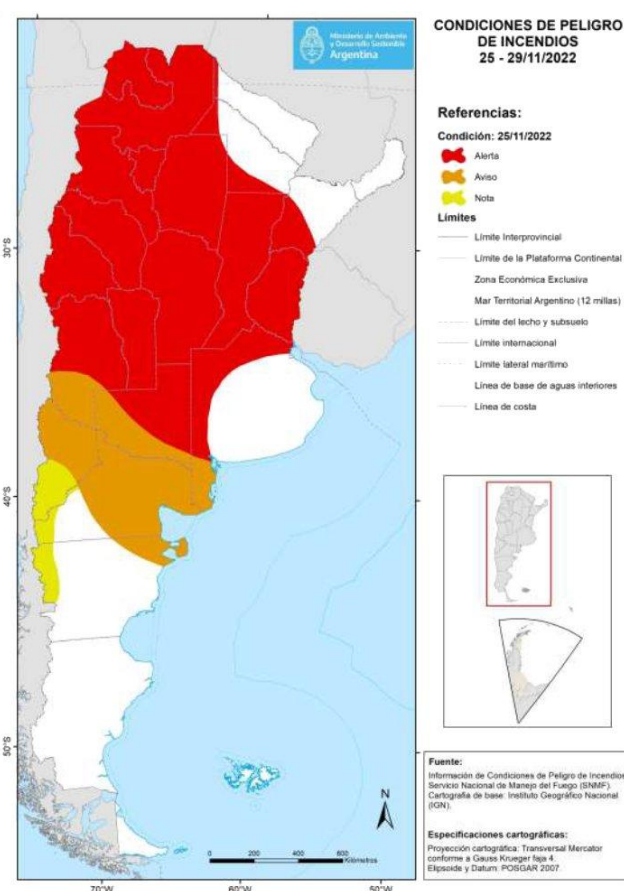 Ministerio de Ambiente
y Desarrollo Sostenible
Argentina
CONDICIONES DE PELIGRO
DE INCENDIOS
25 - 29/11/2022
Referencias:
Condición: 25/11/2022
Alerta
Aviso
Nota
Límites
Límite Interprovincial
Límite de la Plataforma Continental
Zona Económica Exclusiva
Mar Territorial Argentino (12 millas)
Límite del lecho y subsuelo
Límite internacional
Límite lateral marítimo
Línea de base de aguas interiores
Línea de costa
30°S
40°S
50°S
N
0 200 400 600
Kilómetros
70°W 60°W 50°W
Fuente:
Información de Condiciones de Peligro de Incendios
Servicio Nacional de Manejo del Fuego (SNMF).
Cartografía de base: Instituto Geográfico Nacional
(IGN).
Especificaciones cartográficas:
Proyección cartográfica: Transversal Mercator
conforme a Gauss Krueger faja 4.
Elipsoide y Datum: POSGAR 2007.